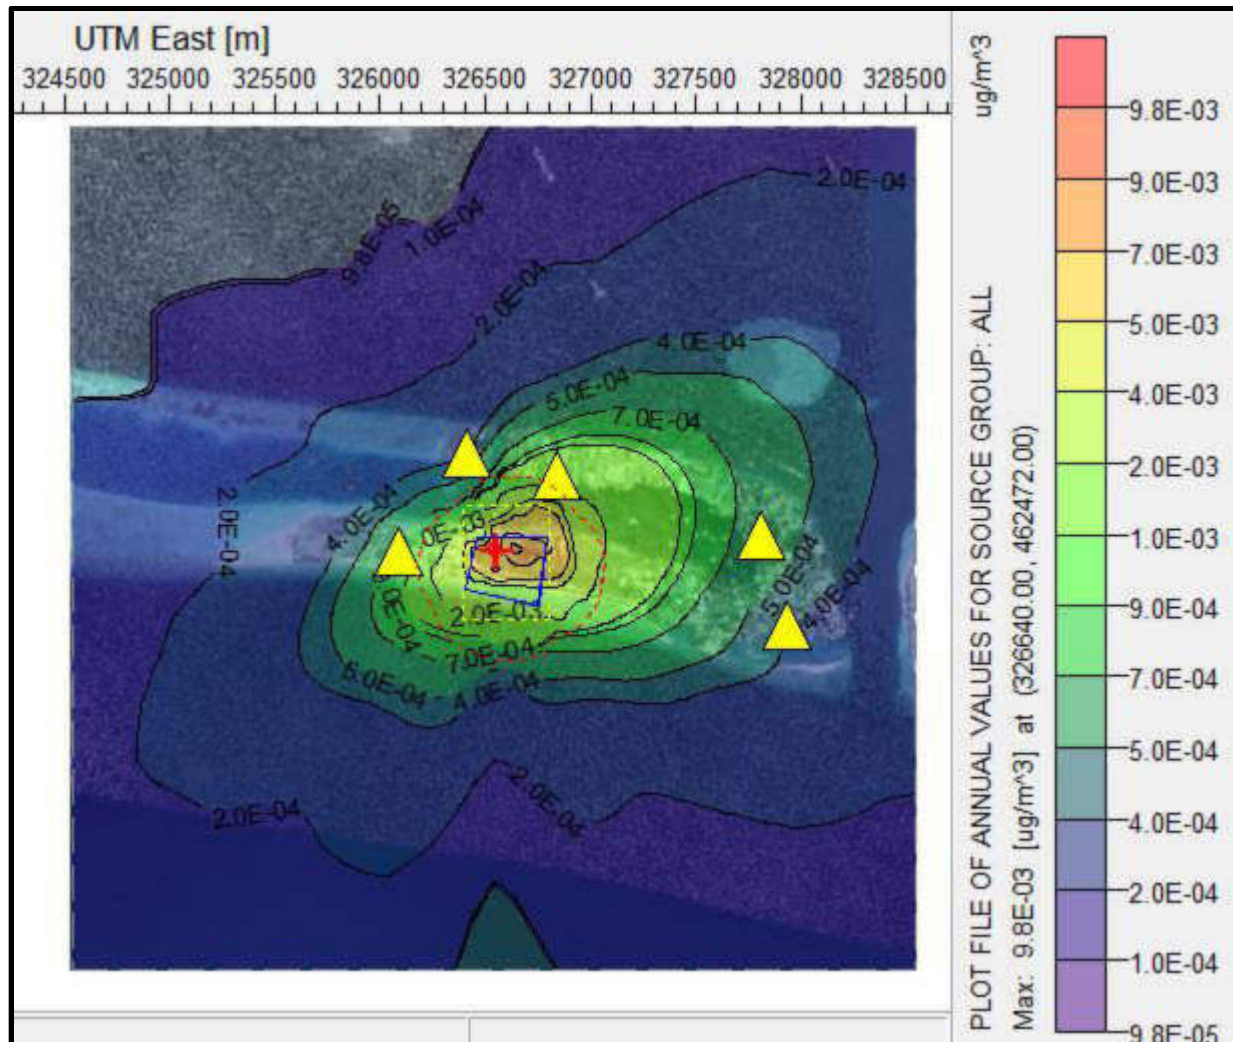 UTM East [m]
324500 325000 325500 326000 326500 327000 327500 328000 328500
2.0E-04
9.8E-05
1.0E-04
2.0E-04
4.0E-04
5.0E-04
7.0E-04
2.0E-04
4.0E-04
5.0E-04
4.0E-04
2.0E-03
7.0E-04
4.0E-04
2.0E-04
2.0E-04
PLOT FILE OF ANNUAL VALUES FOR SOURCE GROUP: ALL
ug/m^3
Max: 9.8E-03 [ug/m^3] at (326640.00, 462472.00)
9.8E-03
9.0E-03
7.0E-03
5.0E-03
4.0E-03
2.0E-03
1.0E-03
9.0E-04
7.0E-04
5.0E-04
4.0E-04
2.0E-04
1.0E-04
9.8E-05